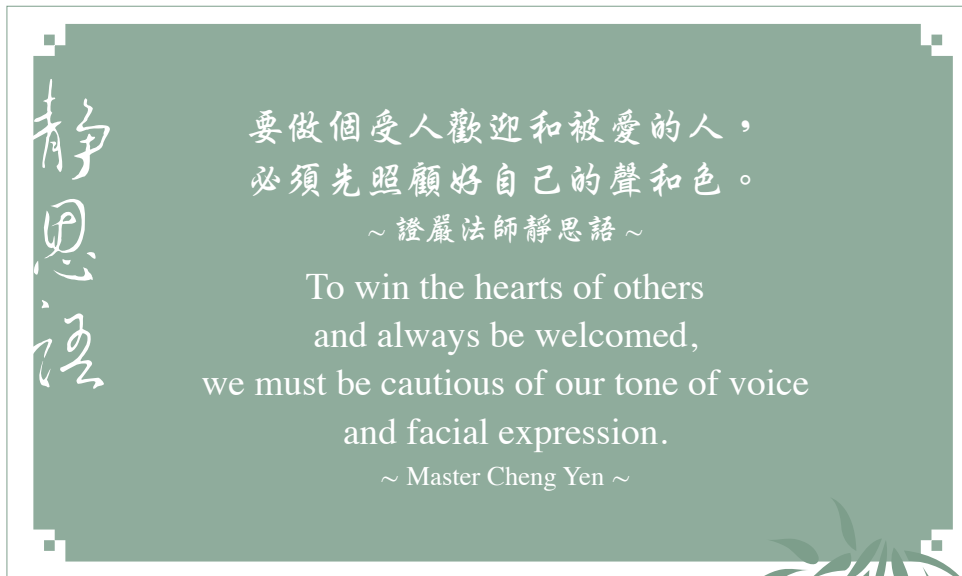 靜思語
要做個受人歡迎和被愛的人，
必須先照顧好自己的聲和色。
~ 證嚴法師靜思語 ~
To win the hearts of others
and always be welcomed,
we must be cautious of our tone of voice
and facial expression.
~ Master Cheng Yen ~